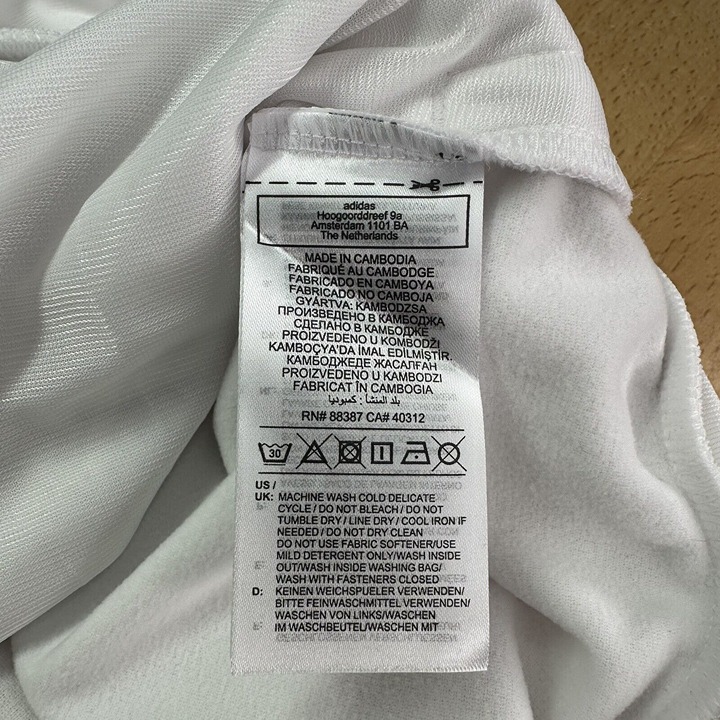 adidas
Hoogoorddreef 9a
Amsterdam 1101 BA
The Netherlands
MADE IN CAMBODIA
FABRIQUÉ AU CAMBODGE
FABRICADO EN CAMBOYA
FABRICADO NO CAMBOJA
GYÁRTVA: KAMBODZSA
ПРОИЗВЕДЕНО В КАМБОДЖА
СДЕЛАНО В КАМБОДЖЕ
PROIZVEDENO U KOMBODŽI
KAMBOÇYA'DA İMAL EDİLMİŞTİR.
КАМБОДЖЕДЕ ЖАСАЛҒАН
PROIZVEDENO U KAMBODZI
FABRICAT ÎN CAMBOGIA
بلد المنشأ : كمبوديا
RN# 88387 CA# 40312
30
US /
UK: MACHINE WASH COLD DELICATE
CYCLE / DO NOT BLEACH / DO NOT
TUMBLE DRY / LINE DRY / COOL IRON IF
NEEDED / DO NOT DRY CLEAN
DO NOT USE FABRIC SOFTENER/USE
MILD DETERGENT ONLY/WASH INSIDE
OUT/WASH INSIDE WASHING BAG/
WASH WITH FASTENERS CLOSED
D: KEINEN WEICHSPUELER VERWENDEN/
BITTE FEINWASCHMITTEL VERWENDEN/
WASCHEN VON LINKS/WASCHEN
IM WASCHBEUTEL/WASCHEN MIT